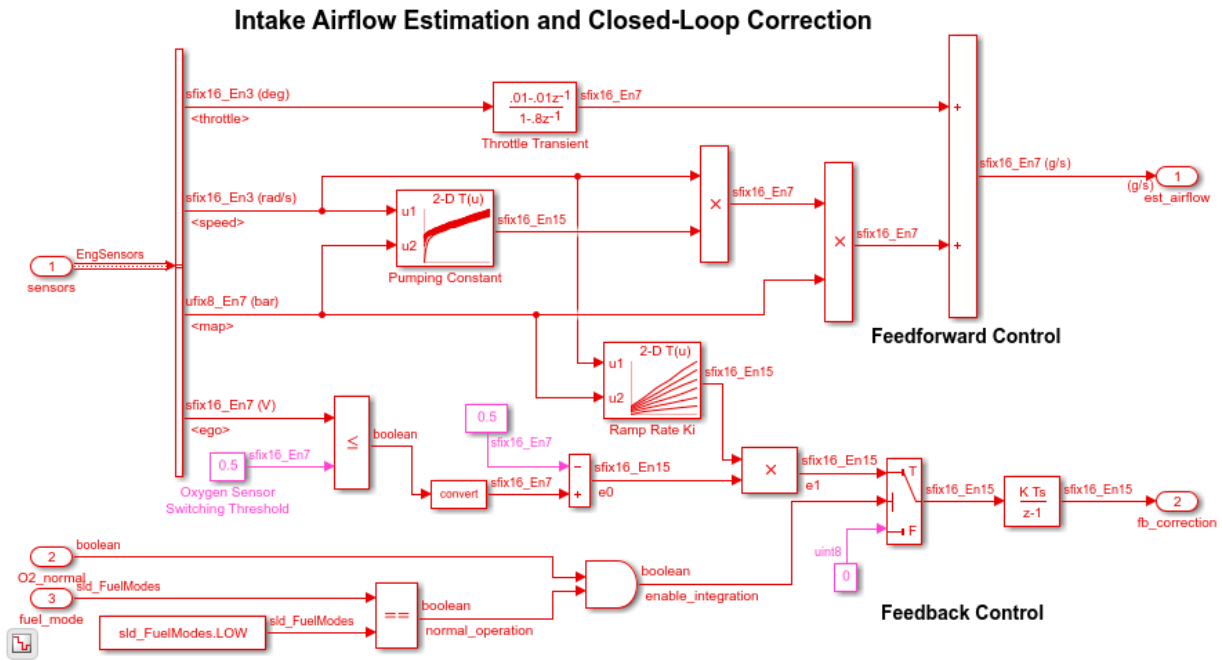 Intake Airflow Estimation and Closed-Loop Correction
sfix16_En3 (deg)
<throttle>
.01-.01z-1
1-.8z-1
Throttle Transient
sfix16_En7
+
sfix16_En7 (g/s)
(g/s)
1
est_airflow
sfix16_En3 (rad/s)
<speed>
2-D T(u)
u1
u2
Pumping Constant
sfix16_En15
×
sfix16_En7
×
sfix16_En7
+
EngSensors
1
sensors
ufix8_En7 (bar)
<map>
Feedforward Control
2-D T(u)
u1
u2
Ramp Rate Ki
sfix16_En15
sfix16_En7 (V)
<ego>
0.5
sfix16_En7
Oxygen Sensor
Switching Threshold
≤
boolean
convert
sfix16_En7
0.5
sfix16_En7
−
+
sfix16_En15
e0
×
sfix16_En15
e1
T
F
sfix16_En15
K Ts
z-1
sfix16_En15
2
fb_correction
uint8
0
boolean
2
O2_normal
sld_FuelModes
3
fuel_mode
sld_FuelModes.LOW
sld_FuelModes
==
boolean
normal_operation
boolean
enable_integration
Feedback Control